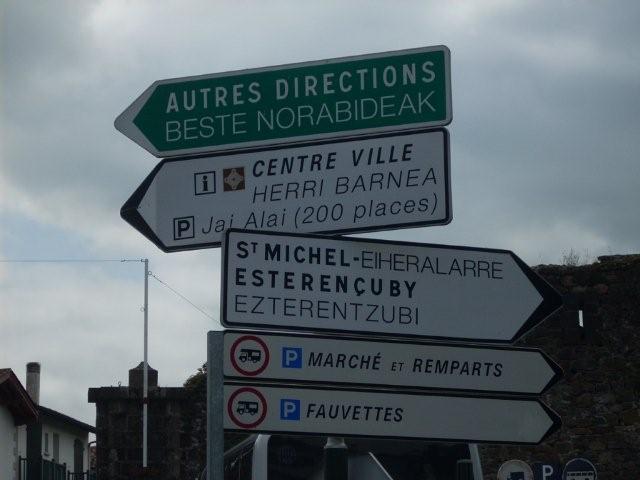 AUTRES DIRECTIONS
BESTE NORABIDEAK
i CENTRE VILLE
HERRI BARNEA
P Jai Alai (200 places)
ST MICHEL-EIHERALARRE
ESTERENÇUBY
EZTERENTZUBI
P MARCHÉ ET REMPARTS
P FAUVETTES
P